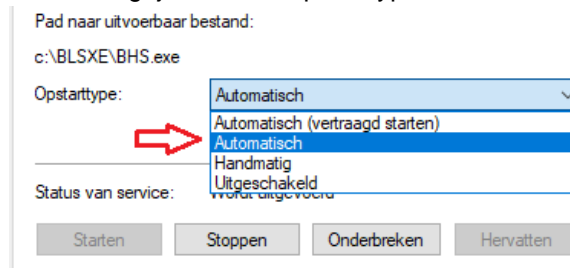 Pad naar uitvoerbaar bestand:
c:\BLSXE\BHS.exe
Opstarttype:
Automatisch
Automatisch (vertraagd starten)
Automatisch
Handmatig
Uitgeschakeld
Status van service:
Starten
Stoppen
Onderbreken
Hervatten